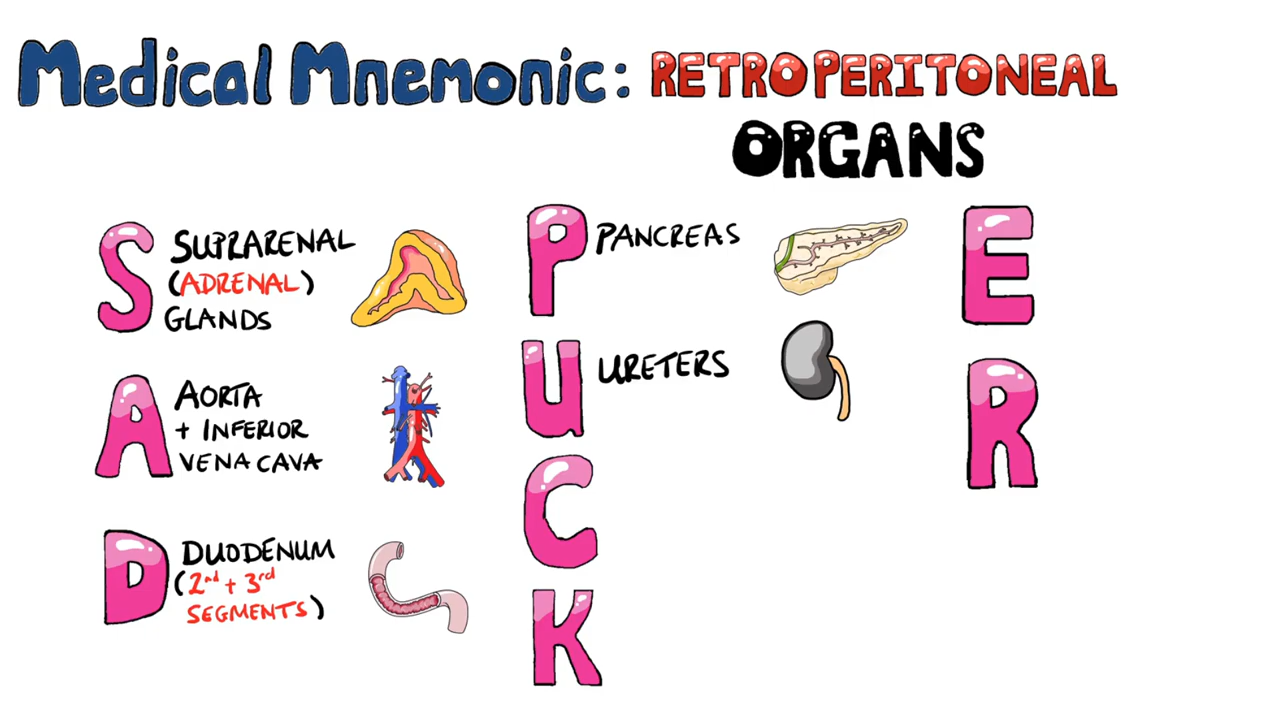 Medical Mnemonic: RETROPERITONEAL
ORGANS
S SUPRARENAL
(ADRENAL)
GLANDS
A AORTA
+ INFERIOR
VENA CAVA
D DUODENUM
(2nd + 3rd
SEGMENTS)
P PANCREAS
U URETERS
C
K
E
R